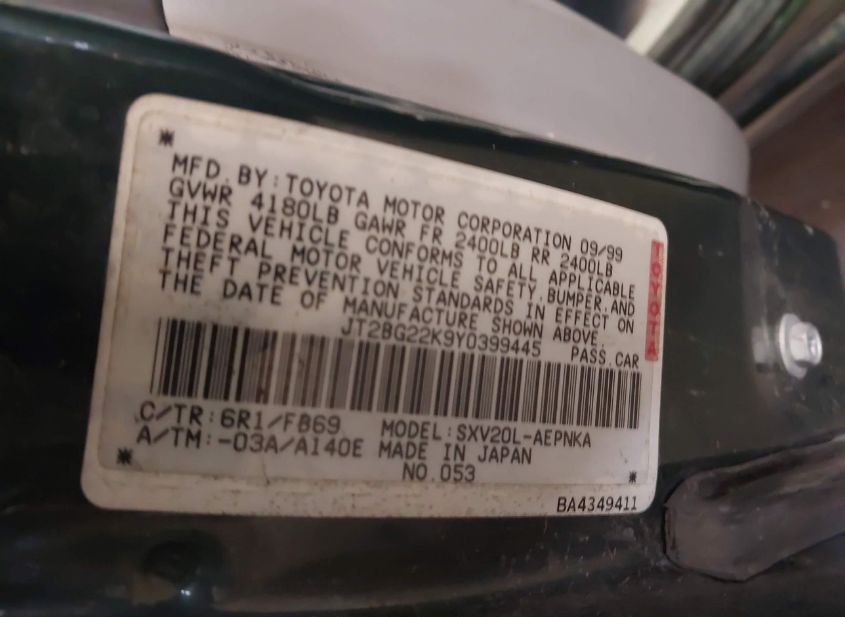 MFD. BY: TOYOTA MOTOR CORPORATION 09/99
GVWR 4180LB GAWR FR 2400LB RR 2400LB
THIS VEHICLE CONFORMS TO ALL APPLICABLE
FEDERAL MOTOR VEHICLE SAFETY, BUMPER, AND
THEFT PREVENTION STANDARDS IN EFFECT ON
THE DATE OF MANUFACTURE SHOWN ABOVE.
JT2BG22K9Y0399445 PASS.CAR
TOYOTA
C/TR:6R1/FB69 MODEL:SXV20L-AEPNKA
A/TM:-03A/A140E MADE IN JAPAN
NO.053
BA4349411